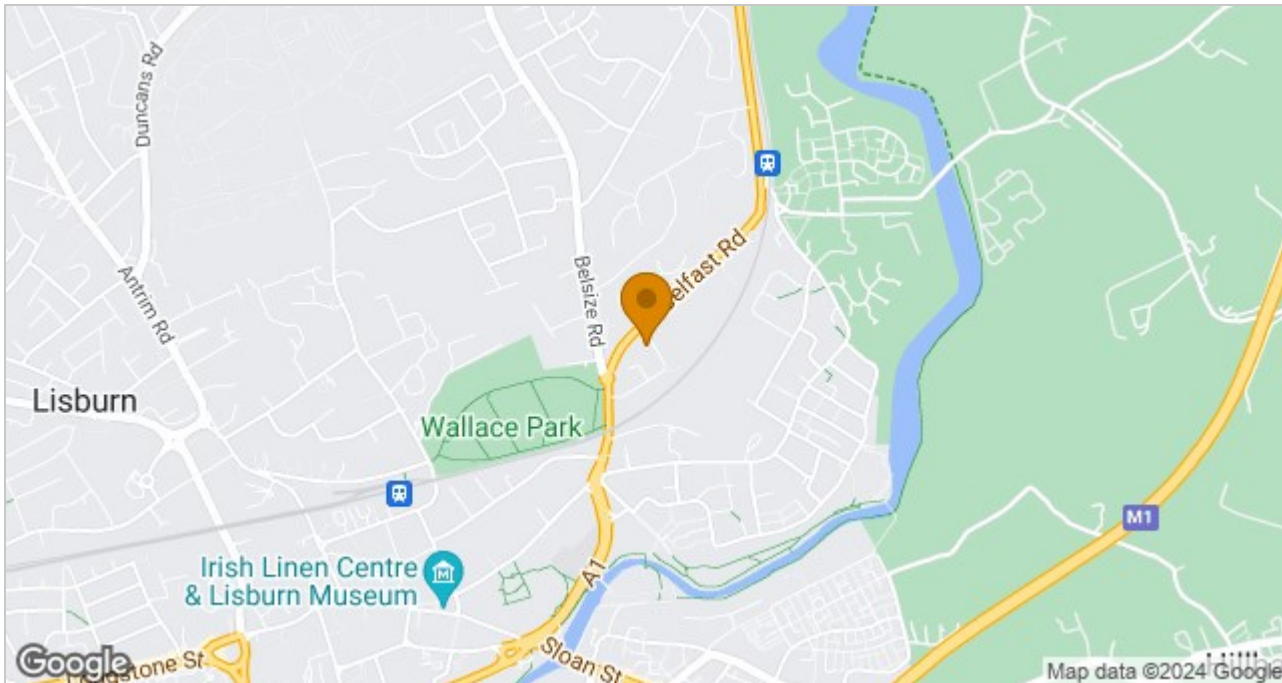 Duncans Rd
Antrim Rd
Belsize Rd
Belfast Rd
Lisburn
Wallace Park
M1
Irish Linen Centre
& Lisburn Museum
A1
Sloan St
Google
Map data ©2024 Google